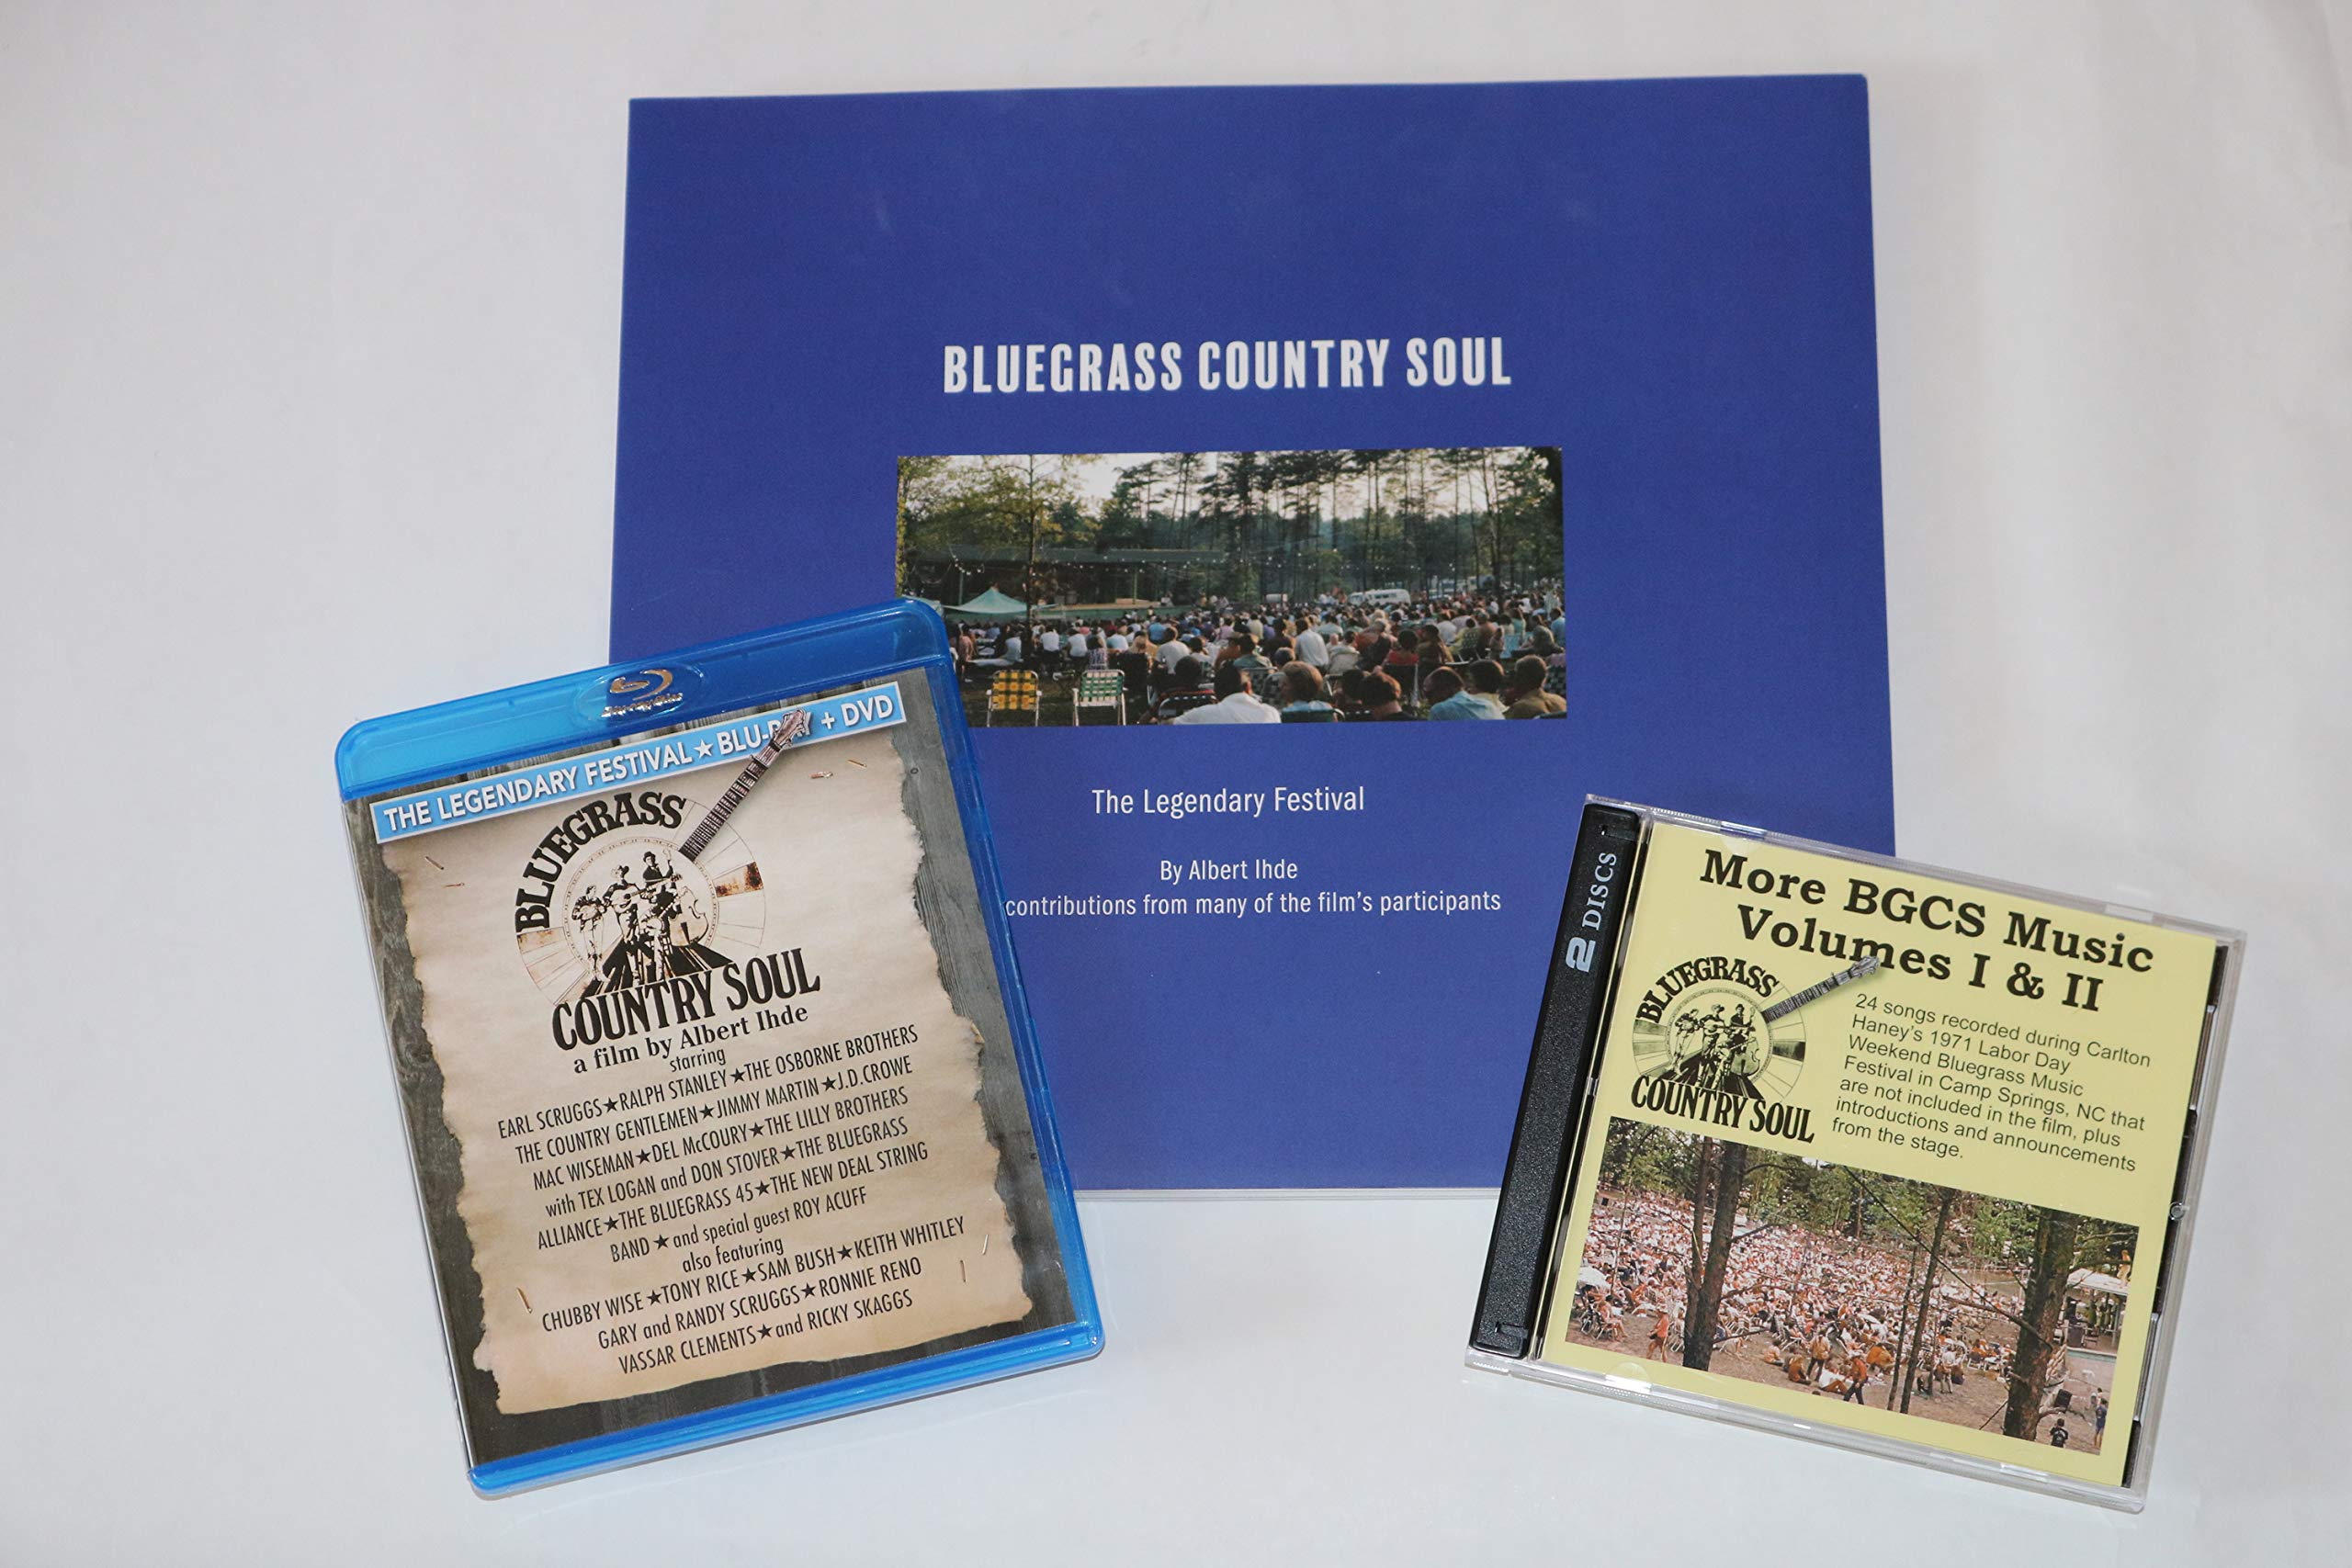 BLUEGRASS COUNTRY SOUL
The Legendary Festival
By Albert Ihde
contributions from many of the film's participants
THE LEGENDARY FESTIVAL★BLU-RAY + DVD
BLUEGRASS
COUNTRY SOUL
a film by Albert Ihde
starring
EARL SCRUGGS★RALPH STANLEY★THE OSBORNE BROTHERS
THE COUNTRY GENTLEMEN★JIMMY MARTIN★J.D.CROWE
MAC WISEMAN★DEL McCOURY★THE LILLY BROTHERS
with TEX LOGAN and DON STOVER★THE BLUEGRASS
ALLIANCE★THE BLUEGRASS 45★THE NEW DEAL STRING
BAND★and special guest ROY ACUFF
also featuring
CHUBBY WISE★TONY RICE★SAM BUSH★KEITH WHITLEY
GARY and RANDY SCRUGGS★RONNIE RENO
VASSAR CLEMENTS★and RICKY SKAGGS
2 DISCS
More BGCS Music
Volumes I & II
BLUEGRASS
COUNTRY SOUL
24 songs recorded during Carlton
Haney's 1971 Labor Day
Weekend Bluegrass Music
Festival in Camp Springs, NC that
are not included in the film, plus
introductions and announcements
from the stage.